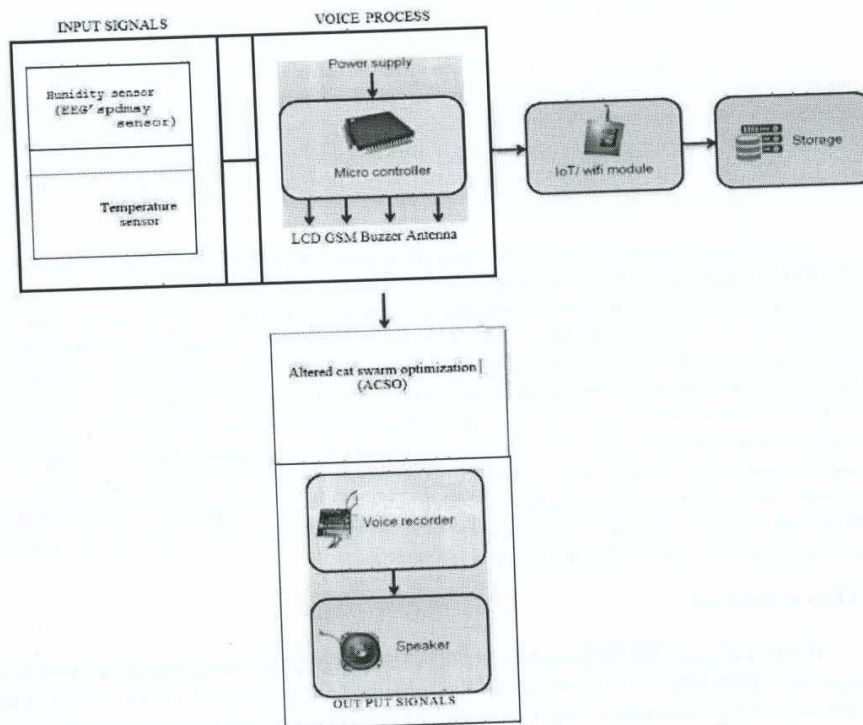 INPUT SIGNALS
VOICE PROCESS
Hunidity sensor
(EEG'spdmay
sensor)
Temperature
sensor
Power supply
Micro controller
LCD GSM Buzzer Antenna
IoT/ wifi module
Storage
Altered cat swarm optimization
(ACSO)
Voice recorder
Speaker
OUT PUT SIGNALS